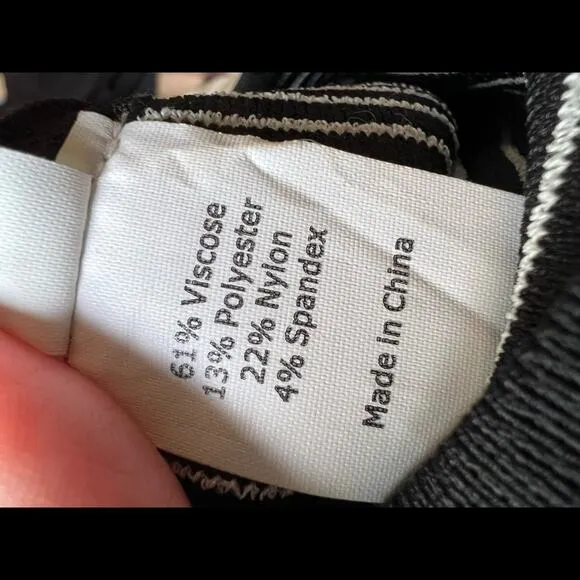 61% Viscose
13% Polyester
22% Nylon
4% Spandex
Made in China